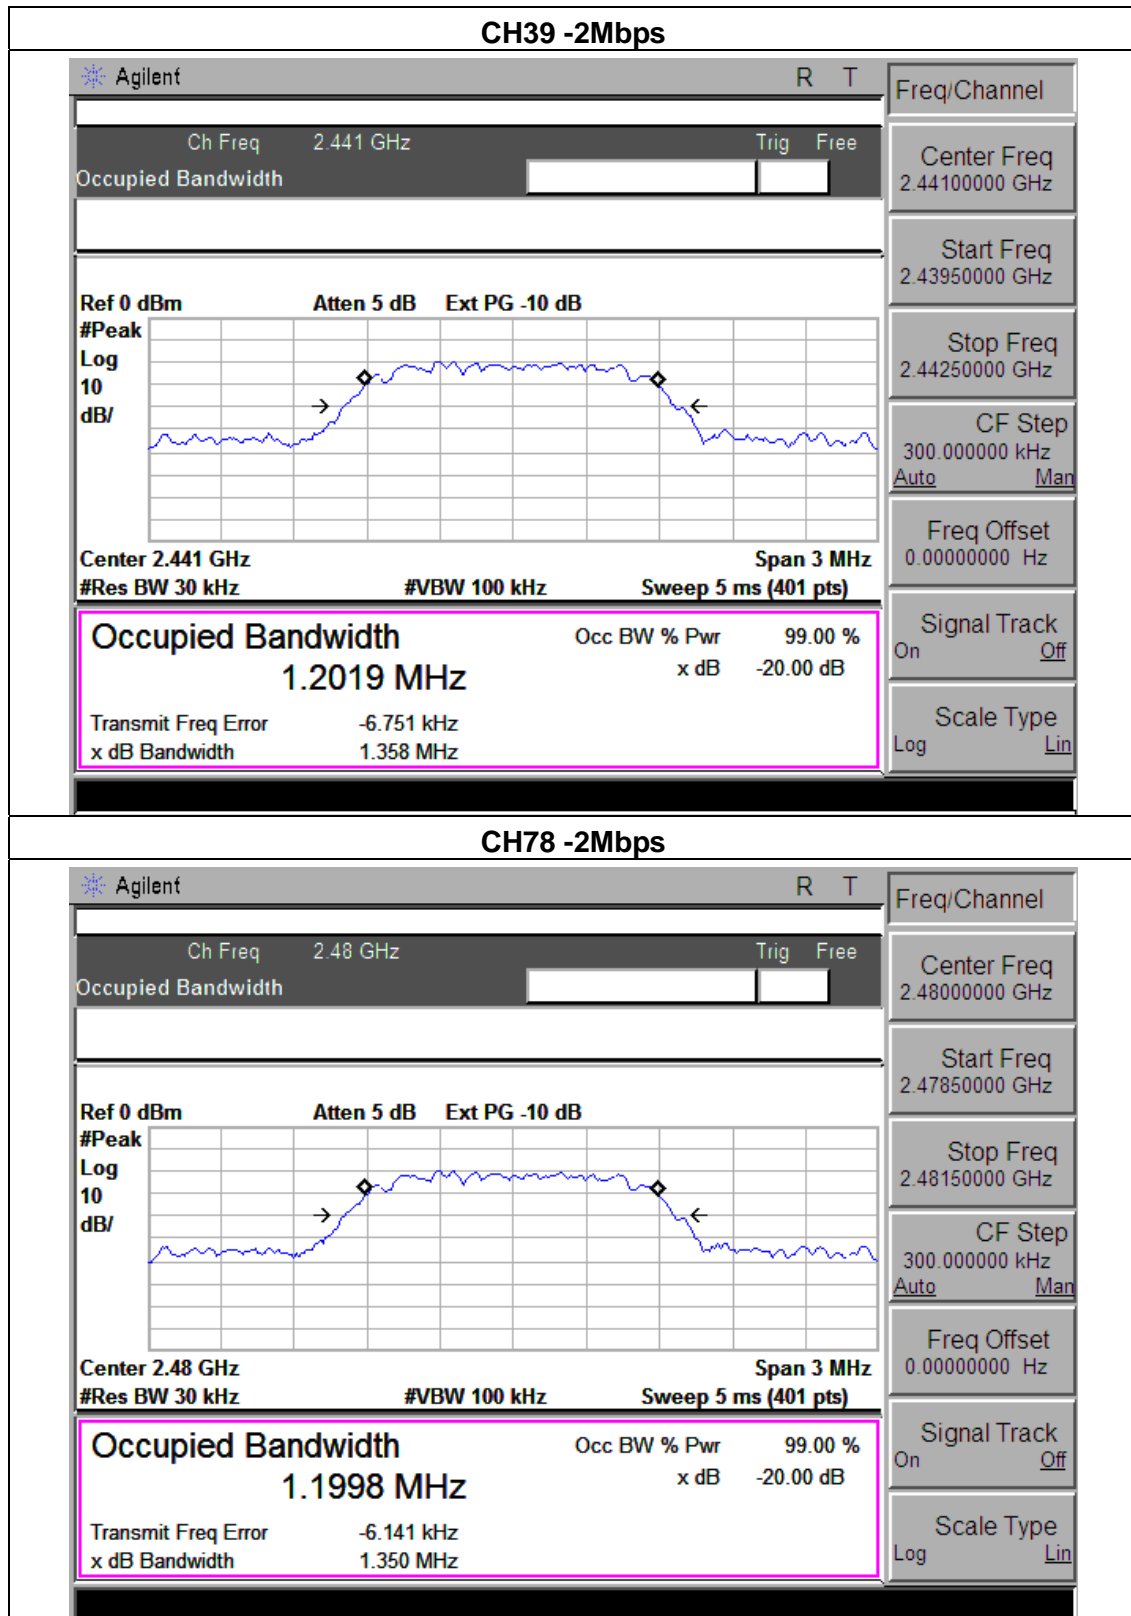 CH39 -2Mbps
Agilent R T
Freq/Channel
Ch Freq 2.441 GHz Trig Free
Occupied Bandwidth
Center Freq
2.44100000 GHz
Start Freq
2.43950000 GHz
Stop Freq
2.44250000 GHz
CF Step
300.000000 kHz
Auto Man
Freq Offset
0.00000000 Hz
Signal Track
On Off
Scale Type
Log Lin
Ref 0 dBm Atten 5 dB Ext PG -10 dB
#Peak
Log
10
dB/
Center 2.441 GHz Span 3 MHz
#Res BW 30 kHz #VBW 100 kHz Sweep 5 ms (401 pts)
Occupied Bandwidth Occ BW % Pwr 99.00 %
1.2019 MHz x dB -20.00 dB
Transmit Freq Error -6.751 kHz
x dB Bandwidth 1.358 MHz
CH78 -2Mbps
Agilent R T
Freq/Channel
Ch Freq 2.48 GHz Trig Free
Occupied Bandwidth
Center Freq
2.48000000 GHz
Start Freq
2.47850000 GHz
Stop Freq
2.48150000 GHz
CF Step
300.000000 kHz
Auto Man
Freq Offset
0.00000000 Hz
Signal Track
On Off
Scale Type
Log Lin
Ref 0 dBm Atten 5 dB Ext PG -10 dB
#Peak
Log
10
dB/
Center 2.48 GHz Span 3 MHz
#Res BW 30 kHz #VBW 100 kHz Sweep 5 ms (401 pts)
Occupied Bandwidth Occ BW % Pwr 99.00 %
1.1998 MHz x dB -20.00 dB
Transmit Freq Error -6.141 kHz
x dB Bandwidth 1.350 MHz